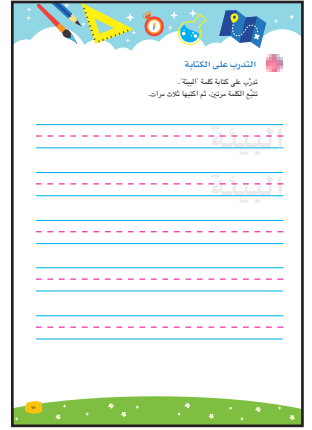 التدرب على الكتابة
تدرَّب على كتابة كلمة "البيئة".
تتبَّع الكلمة مرتين، ثم اكتبها ثلاث مرات.
البيئة
البيئة